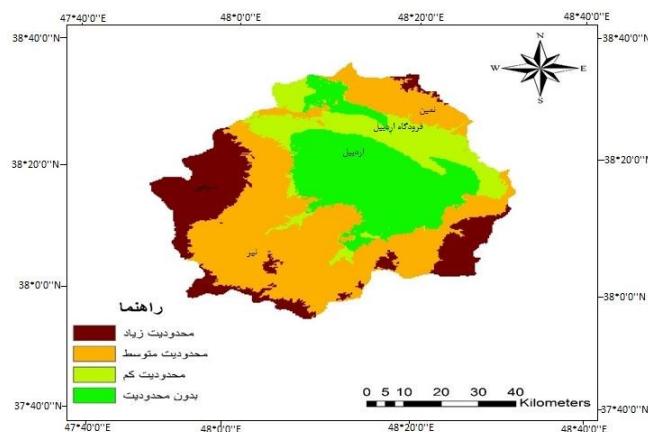 47°40'0"E 48°0'0"E 48°20'0"E 48°40'0"E
38°40'0"N 38°40'0"N
N
W E
S
نمین
فرودگاه اردبیل
اردبیل
38°20'0"N 38°20'0"N
نیر
38°0'0"N 38°0'0"N
راهنما
محدودیت زیاد
محدودیت متوسط
محدودیت کم
بدون محدودیت
0 5 10 20 30 40
Kilometers
37°40'0"N 37°40'0"N
47°40'0"E 48°0'0"E 48°20'0"E 48°40'0"E